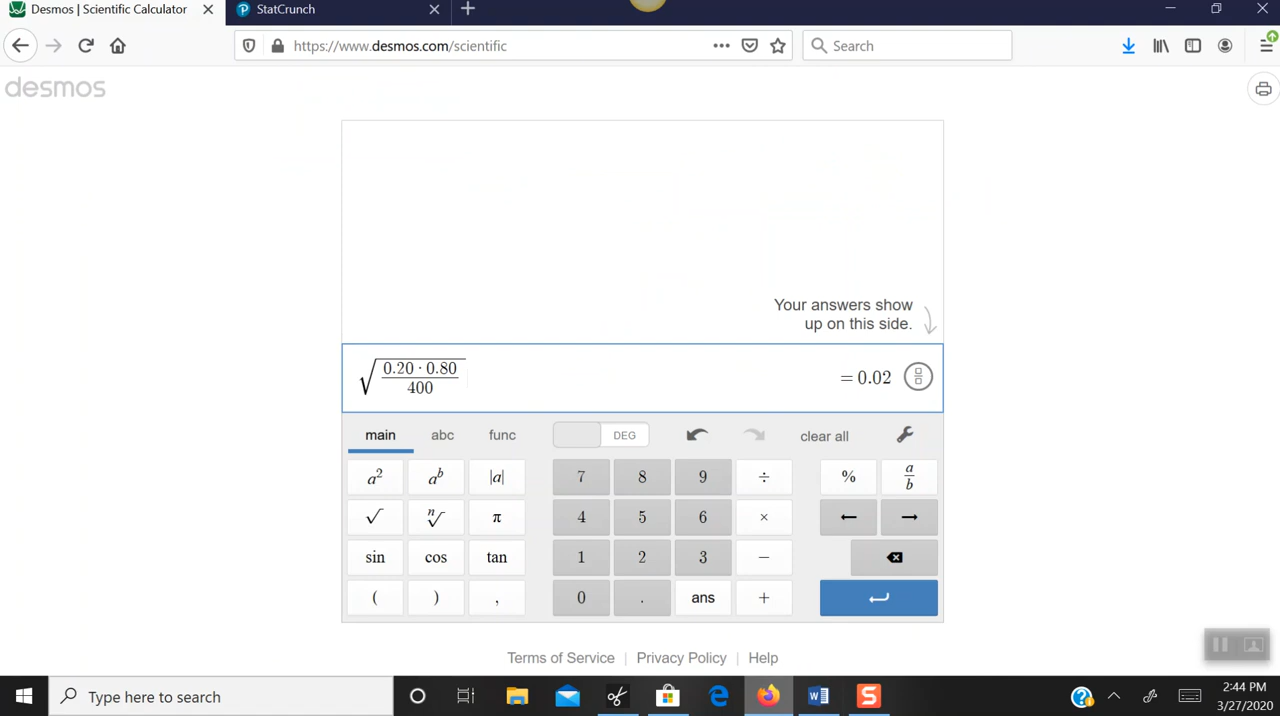 Desmos | Scientific Calculator
StatCrunch
https://www.desmos.com/scientific
Search
desmos
Your answers show
up on this side.
√(0.20 · 0.80 / 400)
= 0.02
main abc func DEG clear all
a² aᵇ |a| 7 8 9 ÷ % a/b
√ ⁿ√ π 4 5 6 × ← →
sin cos tan 1 2 3 −
( ) , 0 . ans +
Terms of Service | Privacy Policy | Help
Type here to search
2:44 PM
3/27/2020